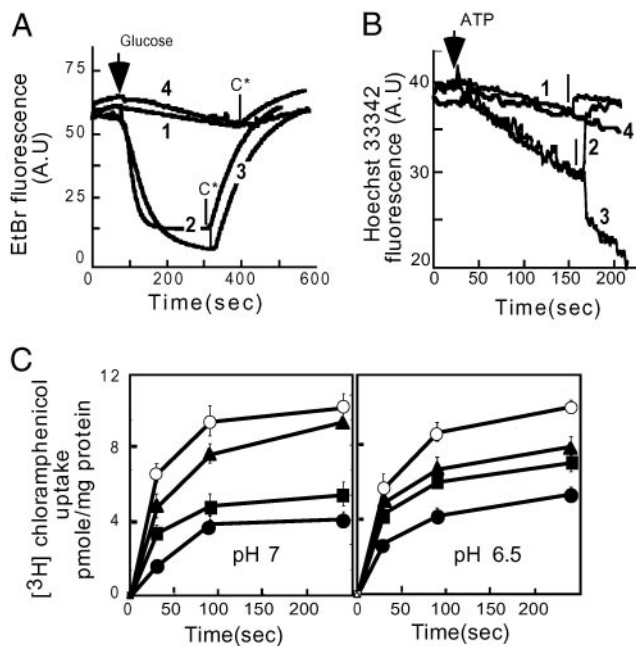 A
Glucose
EtBr fluorescence
(A.U)
7.5
50
25
0
4
1
C*
C*
2
3
0 200 400 600
Time(sec)
B
ATP
Hoechst 33342
fluorescence (A.U)
40
30
20
1
2
4
3
0 50 100 150 200
Time(sec)
C
[3H] chloramphenicol
uptake
pmole/mg protein
12
8
4
0
pH 7
pH 6.5
0 50 100 150 200
0 50 100 150 200
Time(sec)
Time(sec)